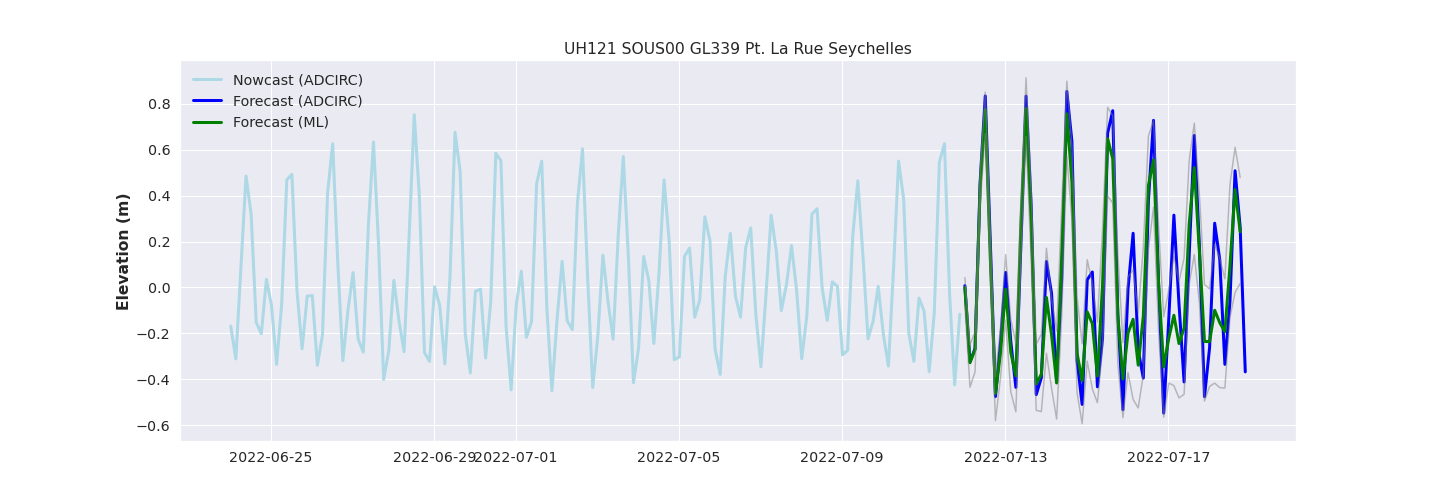 UH121 SOUS00 GL339 Pt. La Rue Seychelles
Nowcast (ADCIRC)
Forecast (ADCIRC)
Forecast (ML)
Elevation (m)
0.8
0.6
0.4
0.2
0.0
−0.2
−0.4
−0.6
2022-06-25 2022-06-29 2022-07-01 2022-07-05 2022-07-09 2022-07-13 2022-07-17